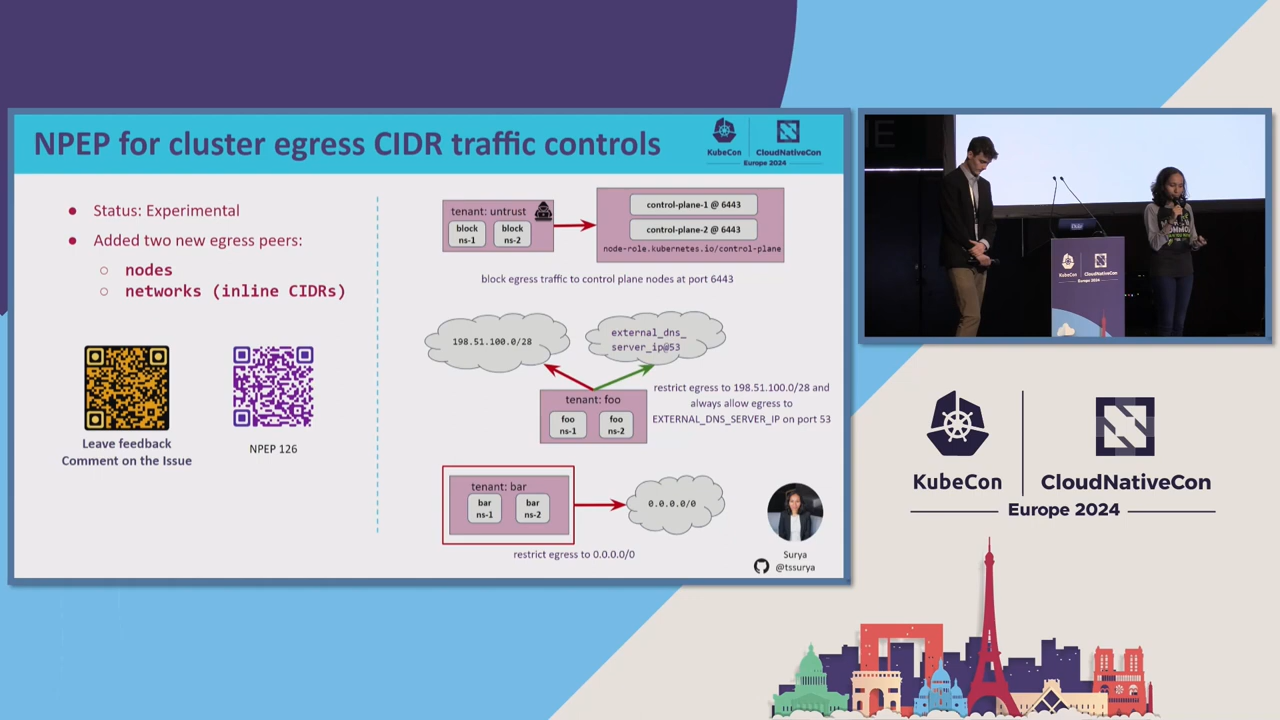 NPEP for cluster egress CIDR traffic controls
KubeCon
CloudNativeCon
Europe 2024
Status: Experimental
Added two new egress peers:
nodes
networks (inline CIDRs)
Leave feedback
Comment on the Issue
NPEP 126
tenant: untrust
block
ns-1
block
ns-2
control-plane-1 @ 6443
control-plane-2 @ 6443
node-role.kubernetes.io/control-plane
block egress traffic to control plane nodes at port 6443
198.51.100.0/28
external_dns_
server_ip@53
tenant: foo
foo
ns-1
foo
ns-2
restrict egress to 198.51.100.0/28 and
always allow egress to
EXTERNAL_DNS_SERVER_IP on port 53
tenant: bar
bar
ns-1
bar
ns-2
0.0.0.0/0
restrict egress to 0.0.0.0/0
Surya
@tssurya
KubeCon
CloudNativeCon
KubeCon
CloudNativeCon
Europe 2024